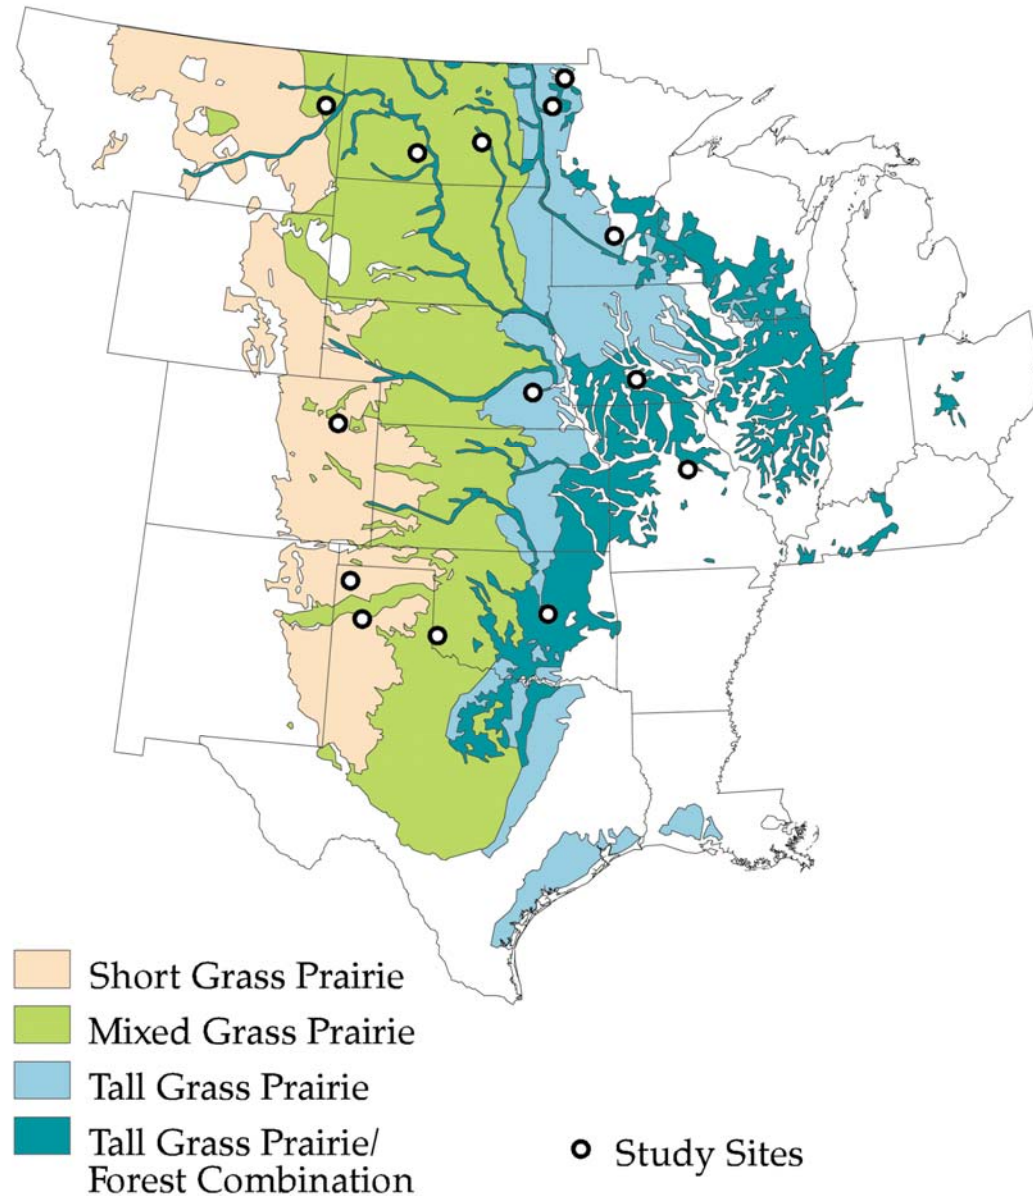 Short Grass Prairie
Mixed Grass Prairie
Tall Grass Prairie
Tall Grass Prairie/
Forest Combination
Study Sites